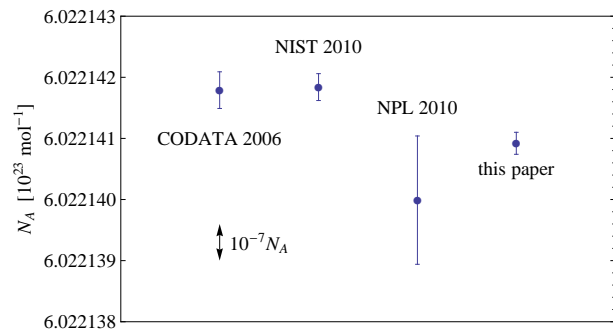 6.022143
NIST 2010
6.022142
NPL 2010
CODATA 2006
6.022141
this paper
N_A [10^23 mol^−1]
6.022140
10^−7 N_A
6.022139
6.022138